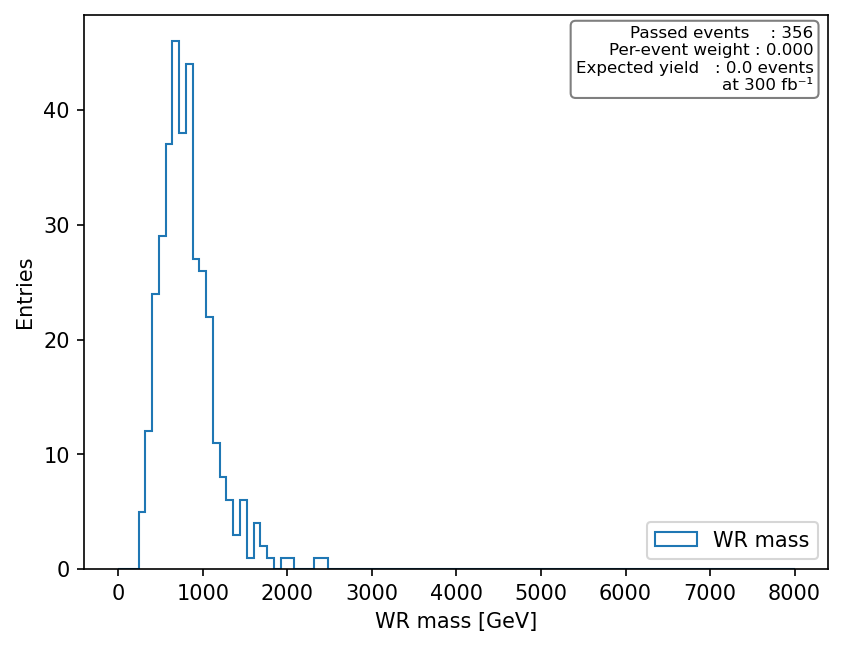 Passed events : 356
Per-event weight : 0.000
Expected yield : 0.0 events
at 300 fb⁻¹
40
30
20
10
0
Entries
WR mass
0 1000 2000 3000 4000 5000 6000 7000 8000
WR mass [GeV]